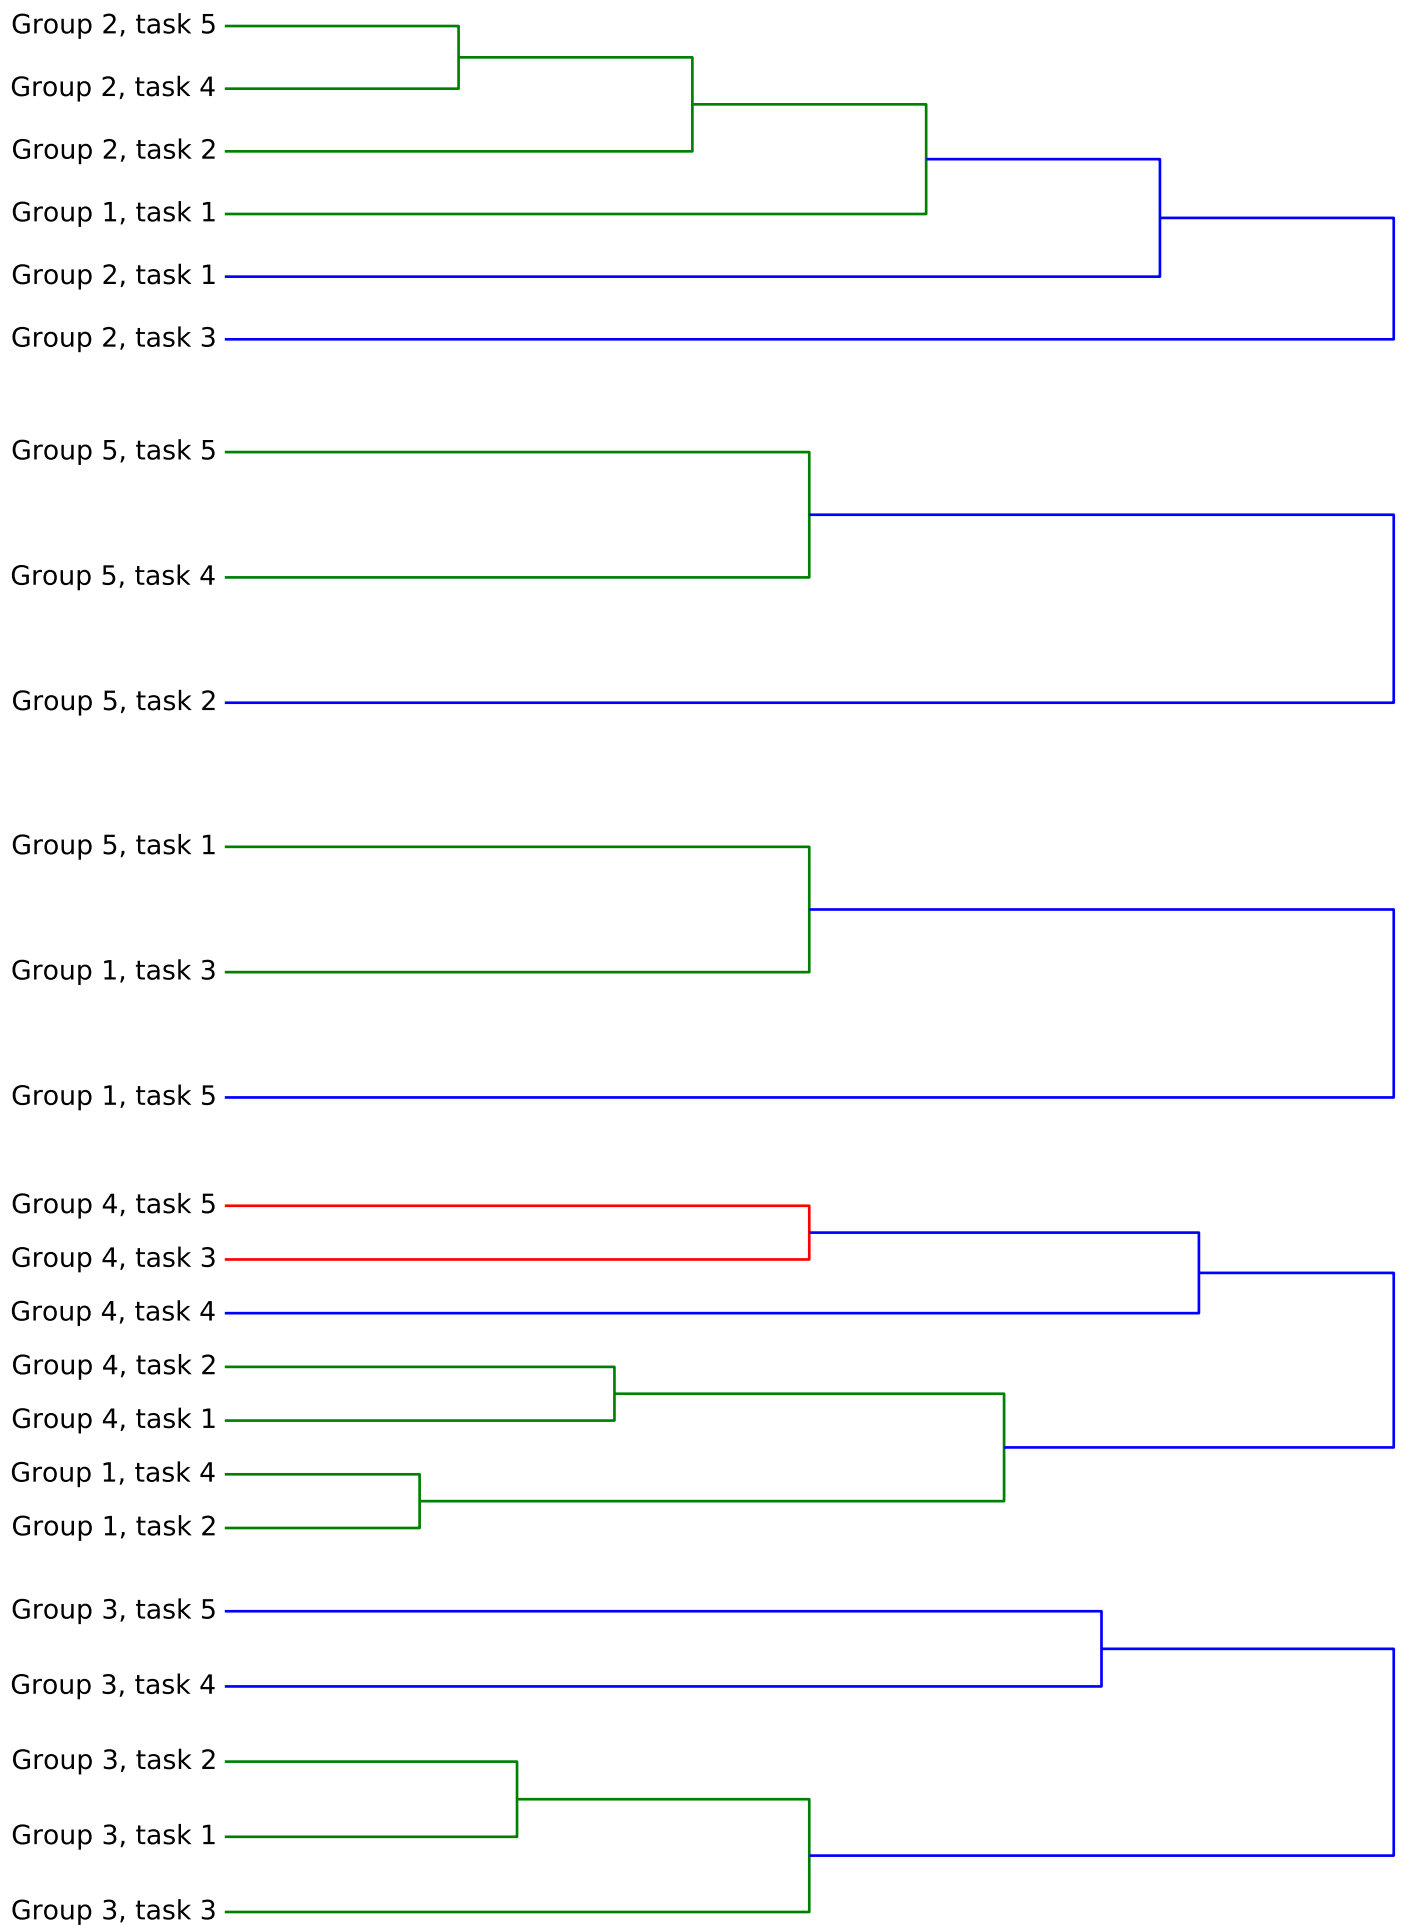 Group 2, task 5
Group 2, task 4
Group 2, task 2
Group 1, task 1
Group 2, task 1
Group 2, task 3
Group 5, task 5
Group 5, task 4
Group 5, task 2
Group 5, task 1
Group 1, task 3
Group 1, task 5
Group 4, task 5
Group 4, task 3
Group 4, task 4
Group 4, task 2
Group 4, task 1
Group 1, task 4
Group 1, task 2
Group 3, task 5
Group 3, task 4
Group 3, task 2
Group 3, task 1
Group 3, task 3